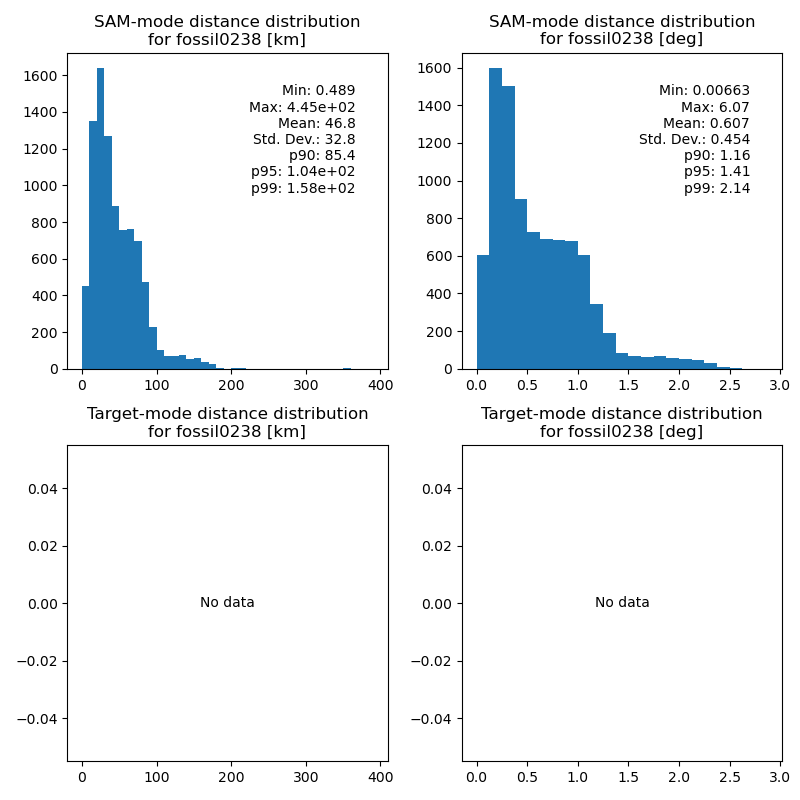 SAM-mode distance distribution
for fossil0238 [km]
1600
1400
1200
1000
800
600
400
200
0
Min: 0.489
Max: 4.45e+02
Mean: 46.8
Std. Dev.: 32.8
p90: 85.4
p95: 1.04e+02
p99: 1.58e+02
0 100 200 300 400
SAM-mode distance distribution
for fossil0238 [deg]
1600
1400
1200
1000
800
600
400
200
0
Min: 0.00663
Max: 6.07
Mean: 0.607
Std. Dev.: 0.454
p90: 1.16
p95: 1.41
p99: 2.14
0.0 0.5 1.0 1.5 2.0 2.5 3.0
Target-mode distance distribution
for fossil0238 [km]
0.04
0.02
0.00
−0.02
−0.04
No data
0 100 200 300 400
Target-mode distance distribution
for fossil0238 [deg]
0.04
0.02
0.00
−0.02
−0.04
No data
0.0 0.5 1.0 1.5 2.0 2.5 3.0